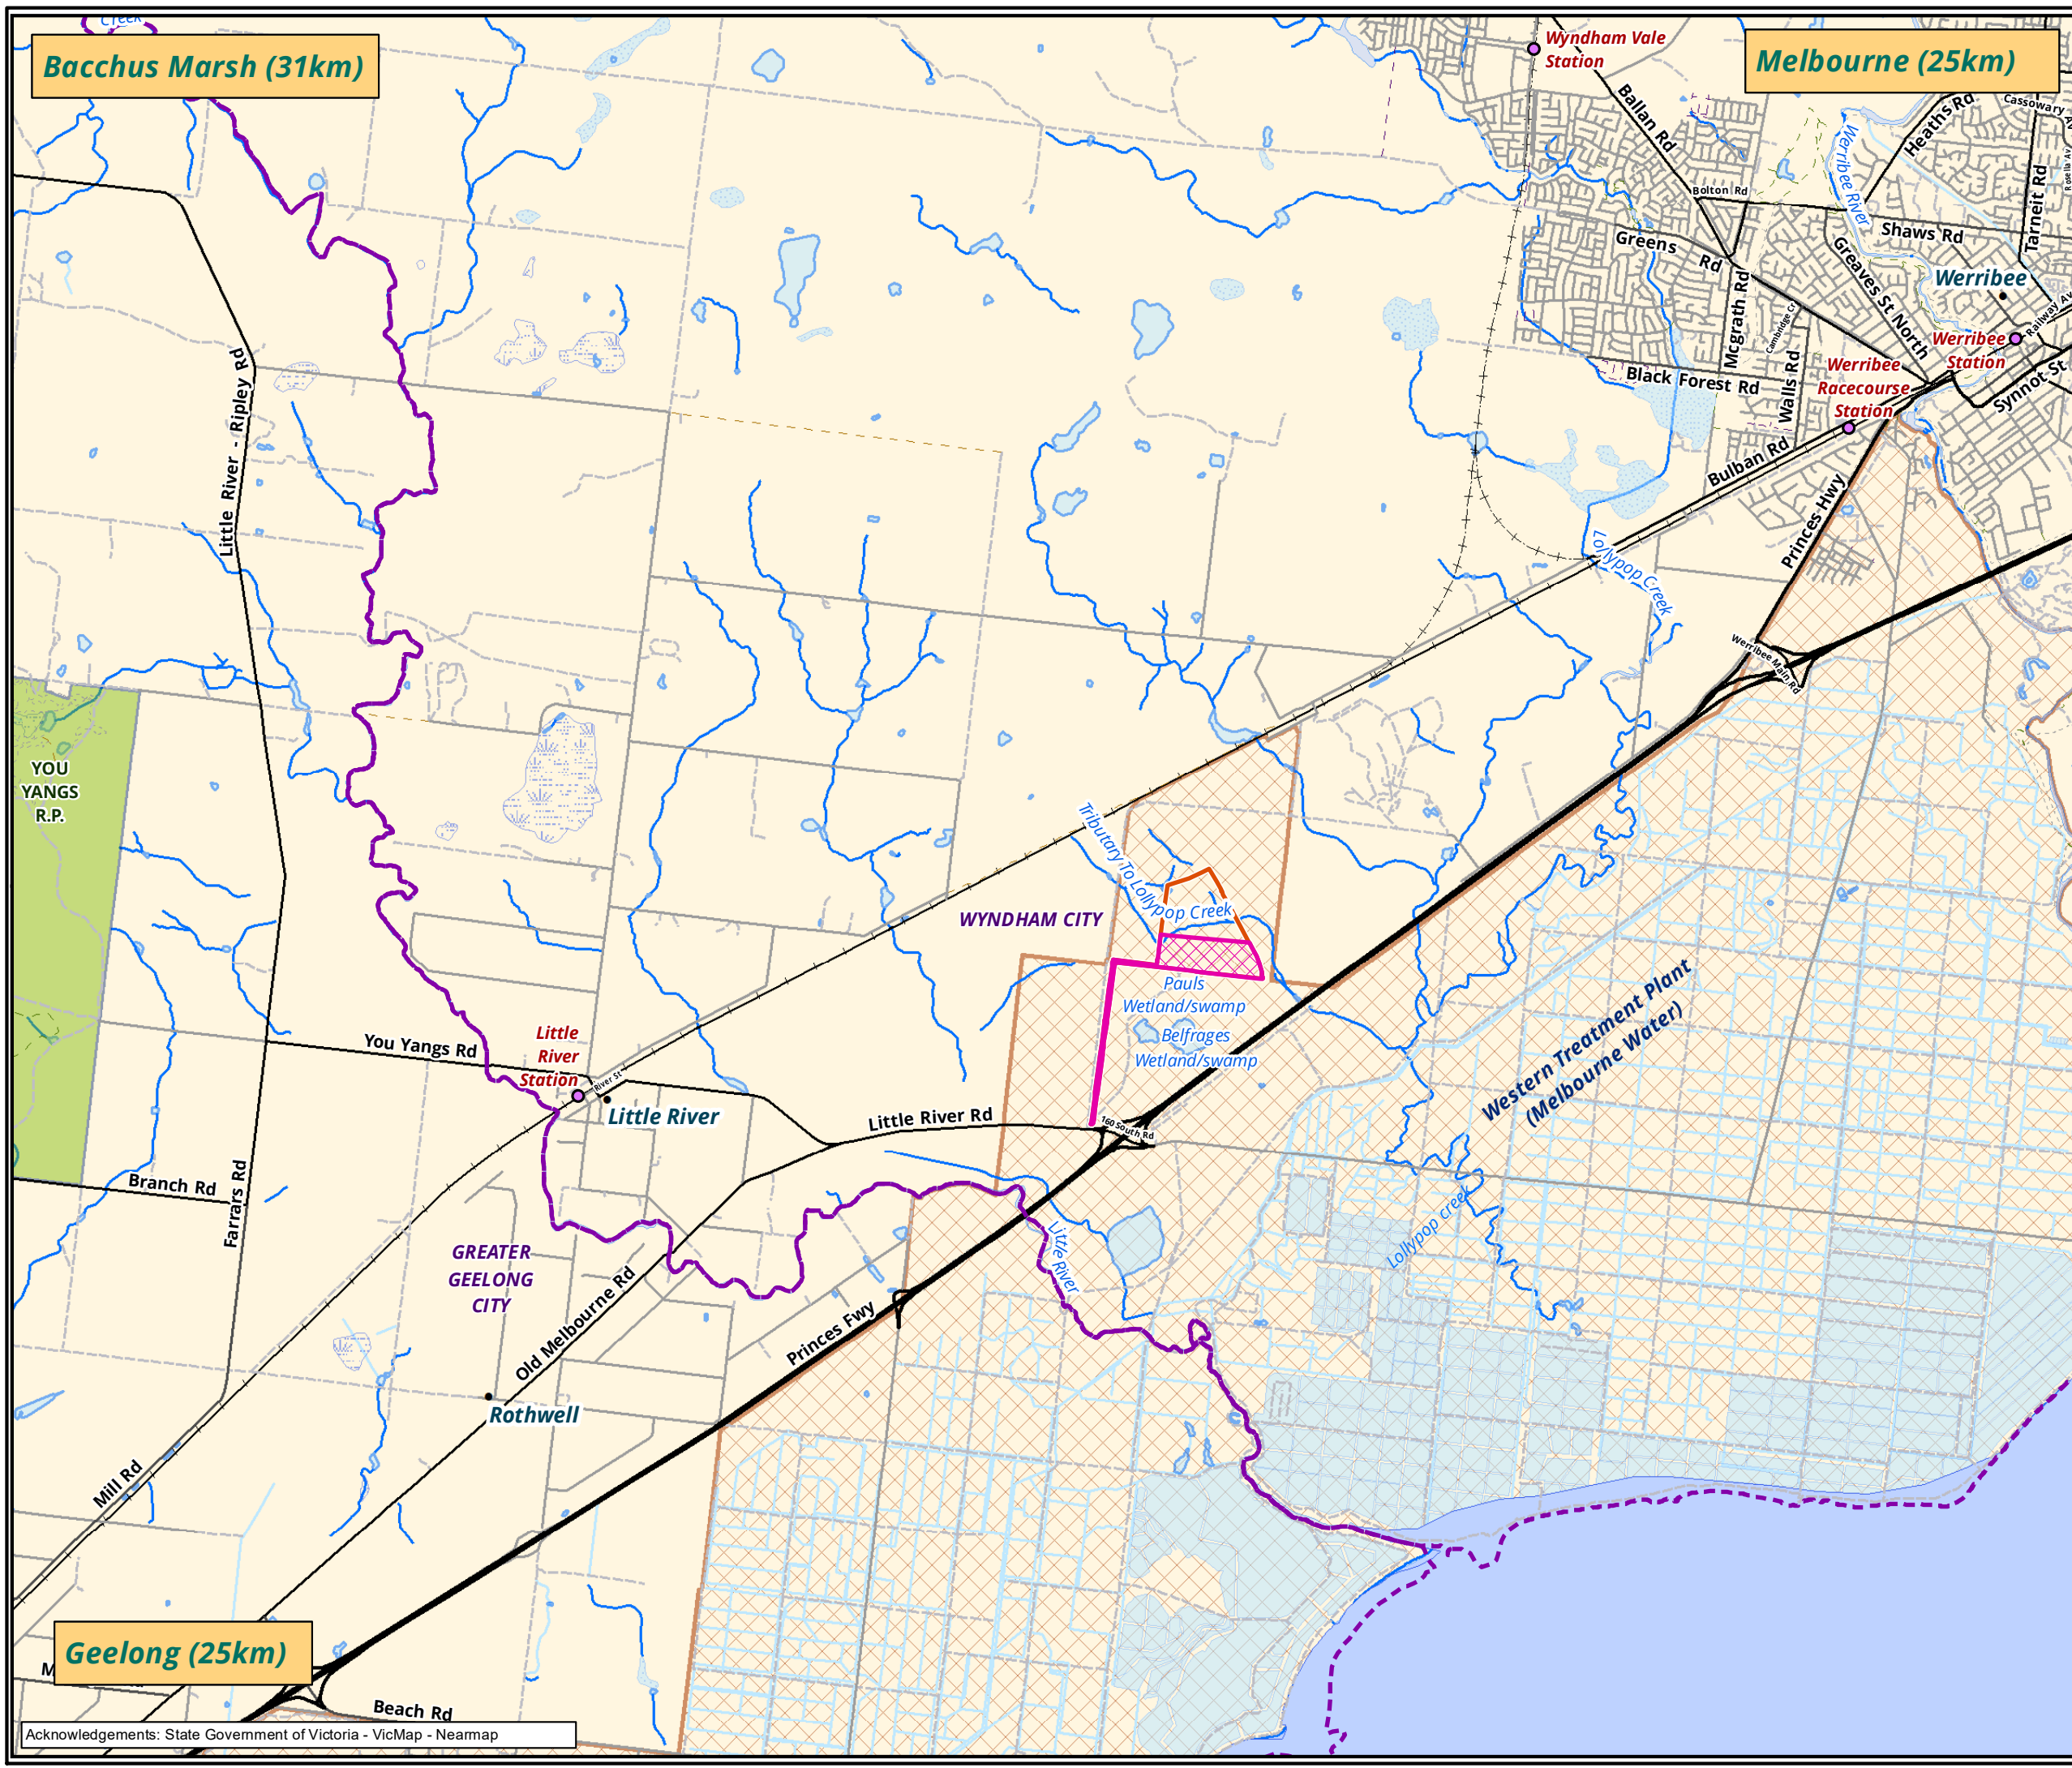 Creek
Bacchus Marsh (31km)
Melbourne (25km)
Wyndham Vale
Station
Ballan Rd
Heaths Rd
Cassowary Av
Werribee River
Tarneit Rd
Bolton Rd
Greens
Rd
Shaws Rd
Greaves St North
Werribee
Mcgrath Rd
Cambridge Cr
Railway Av
Werribee
Station
Werribee
Racecourse
Station
Synnot St
Black Forest Rd
Walls Rd
Bulban Rd
Princes Hwy
Little River - Ripley Rd
Lollypop Creek
Werribee Main Rd
YOU
YANGS
R.P.
Tributary To Lollypop Creek
WYNDHAM CITY
Pauls
Wetland/swamp
Belfrages
Wetland/swamp
Western Treatment Plant
(Melbourne Water)
You Yangs Rd
Little
River
Station
River St
Little River
Little River Rd
160 South Rd
Branch Rd
Farrars Rd
Lollypop creek
Little River
GREATER
GEELONG
CITY
Old Melbourne Rd
Princes Fwy
Rothwell
Mill Rd
Geelong (25km)
Beach Rd
Acknowledgements: State Government of Victoria - VicMap - Nearmap